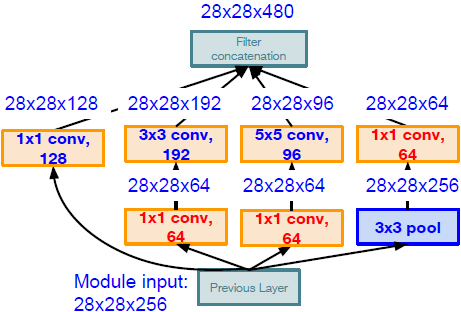 28x28x480
Filter
concatenation
28x28x128
28x28x192
28x28x96
28x28x64
1x1 conv,
128
3x3 conv,
192
5x5 conv,
96
1x1 conv,
64
28x28x64
28x28x64
28x28x256
1x1 conv,
64
1x1 conv,
64
3x3 pool
Module input:
28x28x256
Previous Layer